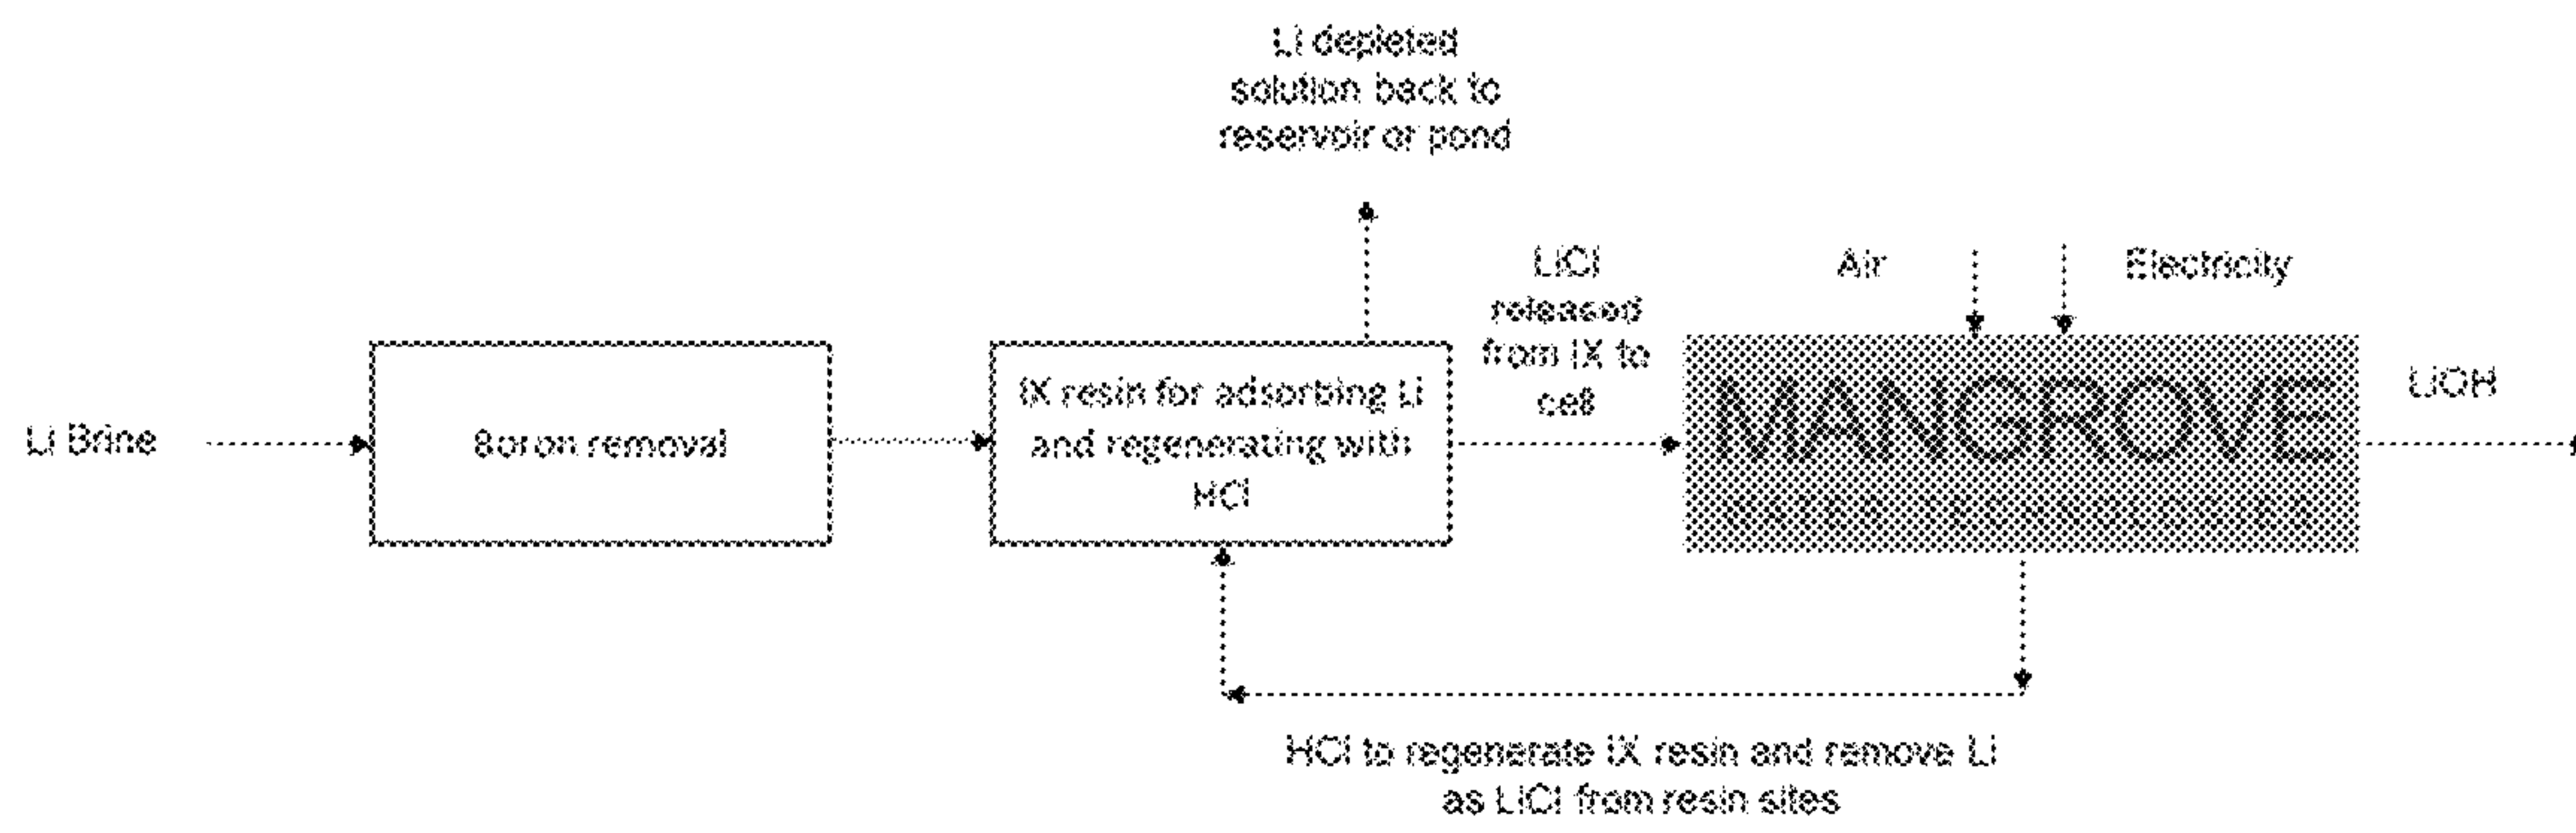 Li depleted
solution back to
reservoir or pond
LiCl
released
from IX to
cell
Air
Electricity
Li Brine
Boron removal
IX resin for adsorbing Li
and regenerating with
HCl
MANGROVE
WATER TECHNOLOGIES
LiOH
HCl to regenerate IX resin and remove Li
as LiCl from resin sites